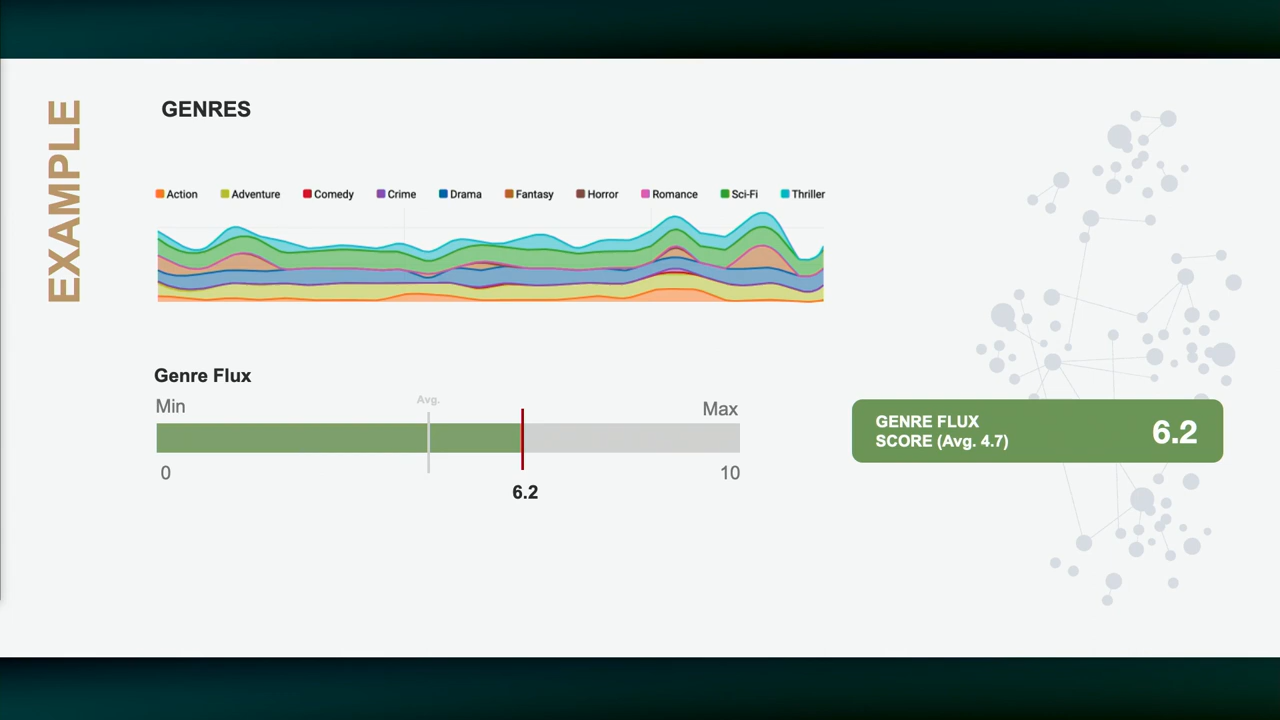 EXAMPLE
GENRES
Action Adventure Comedy Crime Drama Fantasy Horror Romance Sci-Fi Thriller
Genre Flux
Min Avg. Max
0 10
6.2
GENRE FLUX
SCORE (Avg. 4.7) 6.2